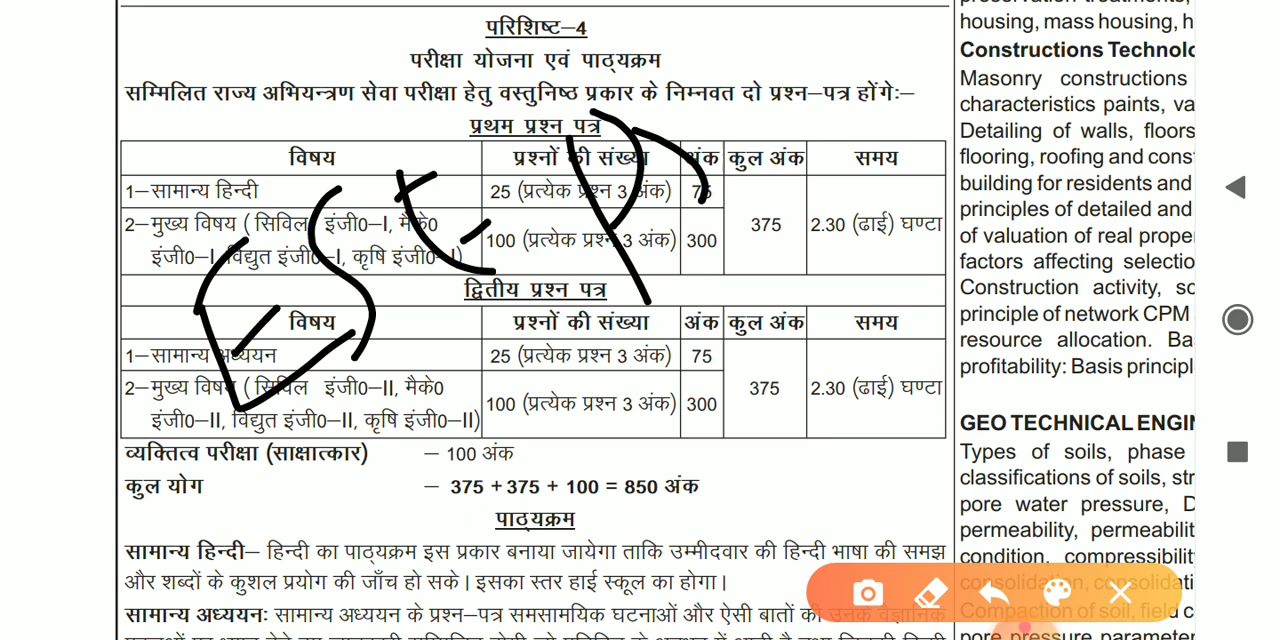 परिशिष्ट–4
परीक्षा योजना एवं पाठ्यक्रम
सम्मिलित राज्य अभियन्त्रण सेवा परीक्षा हेतु वस्तुनिष्ठ प्रकार के निम्नवत दो प्रश्न–पत्र होंगेः–
प्रथम प्रश्न पत्र
विषय प्रश्नों की संख्या अंक कुल अंक समय
1–सामान्य हिन्दी 25 (प्रत्येक प्रश्न 3 अंक) 75
2–मुख्य विषय ( सिविल इंजी0–I, मैके0
इंजी0–I, विद्युत इंजी0–I, कृषि इंजी0–I) 100 (प्रत्येक प्रश्न 3 अंक) 300 375 2.30 (ढाई) घण्टा
द्वितीय प्रश्न पत्र
विषय प्रश्नों की संख्या अंक कुल अंक समय
1–सामान्य अध्ययन 25 (प्रत्येक प्रश्न 3 अंक) 75
2–मुख्य विषय ( सिविल इंजी0–II, मैके0
इंजी0–II, विद्युत इंजी0–II, कृषि इंजी0–II) 100 (प्रत्येक प्रश्न 3 अंक) 300 375 2.30 (ढाई) घण्टा
व्यक्तित्व परीक्षा (साक्षात्कार) – 100 अंक
कुल योग – 375 + 375 + 100 = 850 अंक
पाठ्यक्रम
सामान्य हिन्दी– हिन्दी का पाठ्यक्रम इस प्रकार बनाया जायेगा ताकि उम्मीदवार की हिन्दी भाषा की समझ
और शब्दों के कुशल प्रयोग की जाँच हो सके। इसका स्तर हाई स्कूल का होगा।
सामान्य अध्ययनः सामान्य अध्ययन के प्रश्न–पत्र समसामयिक घटनाओं और ऐसी बातों की उनके वैज्ञानिक
housing, mass housing, h
Constructions Technolo
Masonry constructions
characteristics paints, va
Detailing of walls, floors
flooring, roofing and cons
building for residents and
principles of detailed and
of valuation of real prope
factors affecting selectio
Construction activity, sc
principle of network CPM
resource allocation. Ba
profitability: Basis principl
GEO TECHNICAL ENGIN
Types of soils, phase
classifications of soils, str
pore water pressure, D
permeability, permeabilit
condition, compressibility
consolidation, consolidati
Compaction of soil, field c
pore pressure parameter